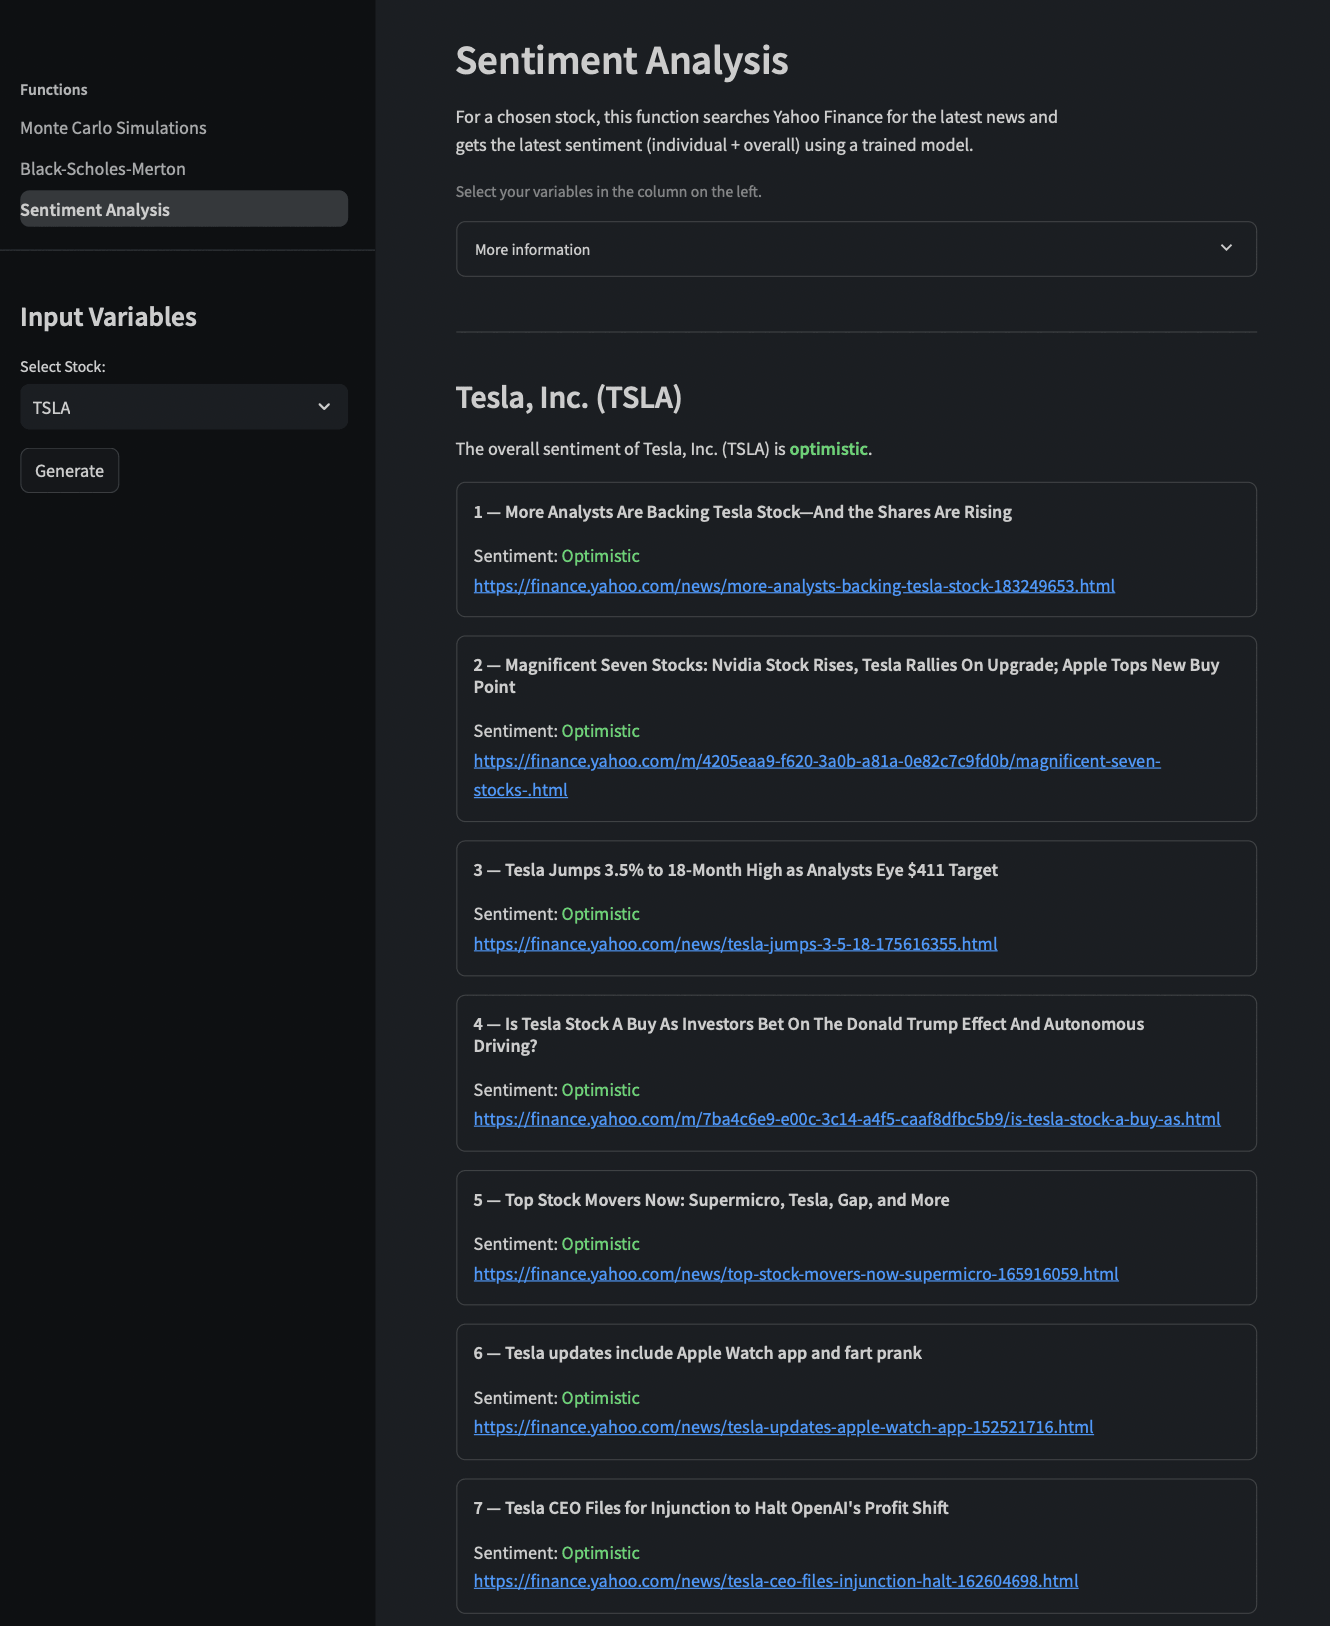 Functions
Monte Carlo Simulations
Black-Scholes-Merton
Sentiment Analysis
Input Variables
Select Stock:
TSLA
Generate
Sentiment Analysis
For a chosen stock, this function searches Yahoo Finance for the latest news and
gets the latest sentiment (individual + overall) using a trained model.
Select your variables in the column on the left.
More information
Tesla, Inc. (TSLA)
The overall sentiment of Tesla, Inc. (TSLA) is optimistic.
1 — More Analysts Are Backing Tesla Stock—And the Shares Are Rising
Sentiment: Optimistic
https://finance.yahoo.com/news/more-analysts-backing-tesla-stock-183249653.html
2 — Magnificent Seven Stocks: Nvidia Stock Rises, Tesla Rallies On Upgrade; Apple Tops New Buy
Point
Sentiment: Optimistic
https://finance.yahoo.com/m/4205eaa9-f620-3a0b-a81a-0e82c7c9fd0b/magnificent-seven-
stocks-.html
3 — Tesla Jumps 3.5% to 18-Month High as Analysts Eye $411 Target
Sentiment: Optimistic
https://finance.yahoo.com/news/tesla-jumps-3-5-18-175616355.html
4 — Is Tesla Stock A Buy As Investors Bet On The Donald Trump Effect And Autonomous
Driving?
Sentiment: Optimistic
https://finance.yahoo.com/m/7ba4c6e9-e00c-3c14-a4f5-caaf8dfbc5b9/is-tesla-stock-a-buy-as.html
5 — Top Stock Movers Now: Supermicro, Tesla, Gap, and More
Sentiment: Optimistic
https://finance.yahoo.com/news/top-stock-movers-now-supermicro-165916059.html
6 — Tesla updates include Apple Watch app and fart prank
Sentiment: Optimistic
https://finance.yahoo.com/news/tesla-updates-apple-watch-app-152521716.html
7 — Tesla CEO Files for Injunction to Halt OpenAI's Profit Shift
Sentiment: Optimistic
https://finance.yahoo.com/news/tesla-ceo-files-injunction-halt-162604698.html